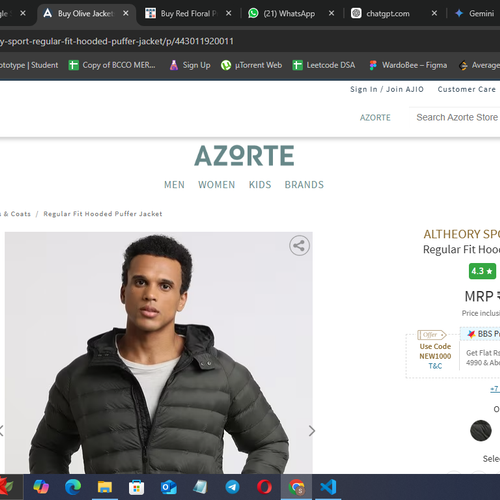 Buy Olive Jacket
Buy Red Floral P
(21) WhatsApp
chatgpt.com
Gemini
y-sport-regular-fit-hooded-puffer-jacket/p/443011920011
ototype | Student
Copy of BCCO MER...
Sign Up
µTorrent Web
Leetcode DSA
WardoBee – Figma
Average
Sign In / Join AJIO
Customer Care
AZORTE
Search Azorte Store
AZORTE
MEN
WOMEN
KIDS
BRANDS
s & Coats / Regular Fit Hooded Puffer Jacket
ALTHEORY SPO
Regular Fit Hoo
4.3 ★
MRP
Price inclus
Offer
BBS P
Use Code
NEW1000
T&C
Get Flat Rs
4990 & Abo
+7
O
Selec